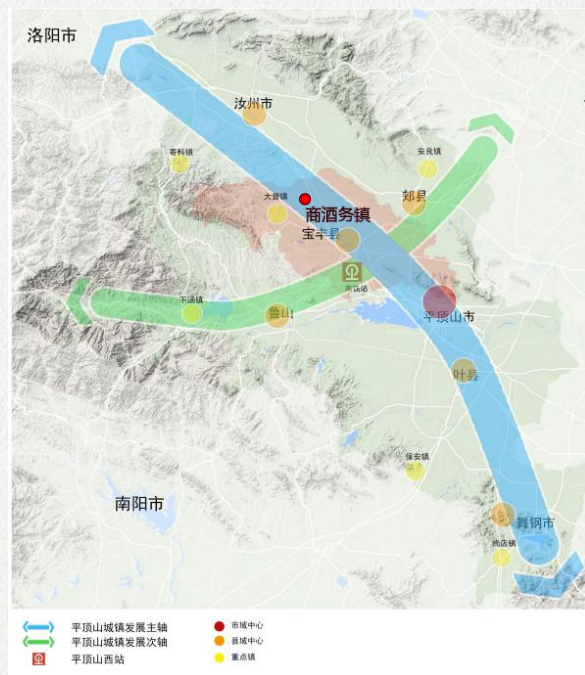 洛阳市
汝州市
寄料镇
安良镇
大营镇
郏县
商酒务镇
宝丰县
高铁站
下汤镇
鲁山
平顶山市
叶县
保安镇
南阳市
舞钢市
尚店镇
平顶山城镇发展主轴
市域中心
平顶山城镇发展次轴
县域中心
平顶山西站
重点镇